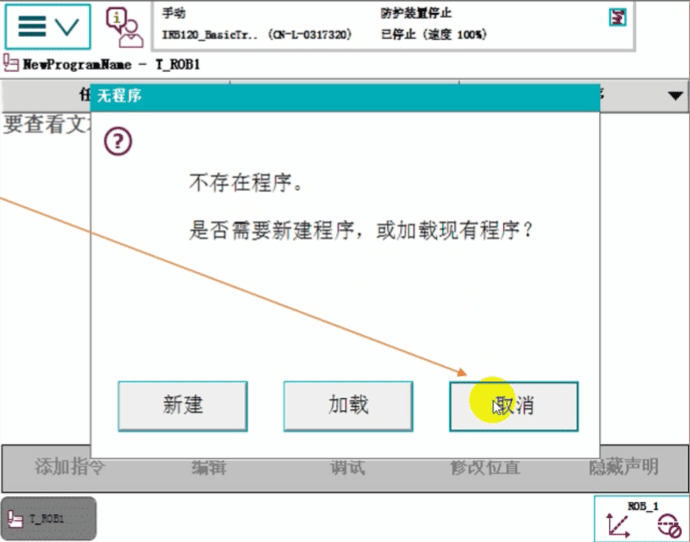 手动
防护装置停止
IRB120_BasicTr.. (CN-L-0317320)
已停止 (速度 100%)
NewProgramName - T_ROB1
无程序
要查看文
不存在程序。
是否需要新建程序，或加载现有程序？
新建
加载
取消
添加指令
编辑
调试
修改位置
隐藏声明
T_ROB1
ROB_1